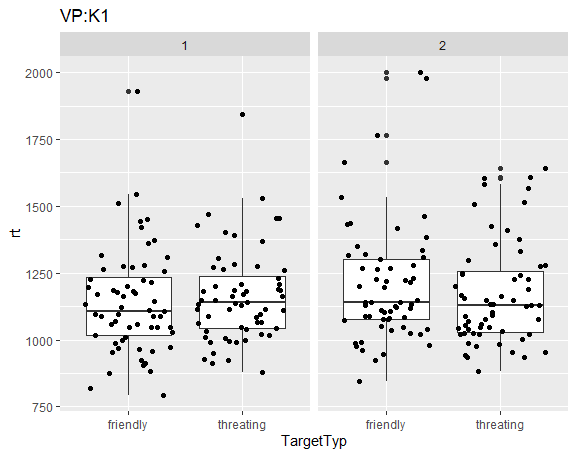 VP:K1
1 2
rt
2000
1750
1500
1250
1000
750
friendly threating friendly threating
TargetTyp